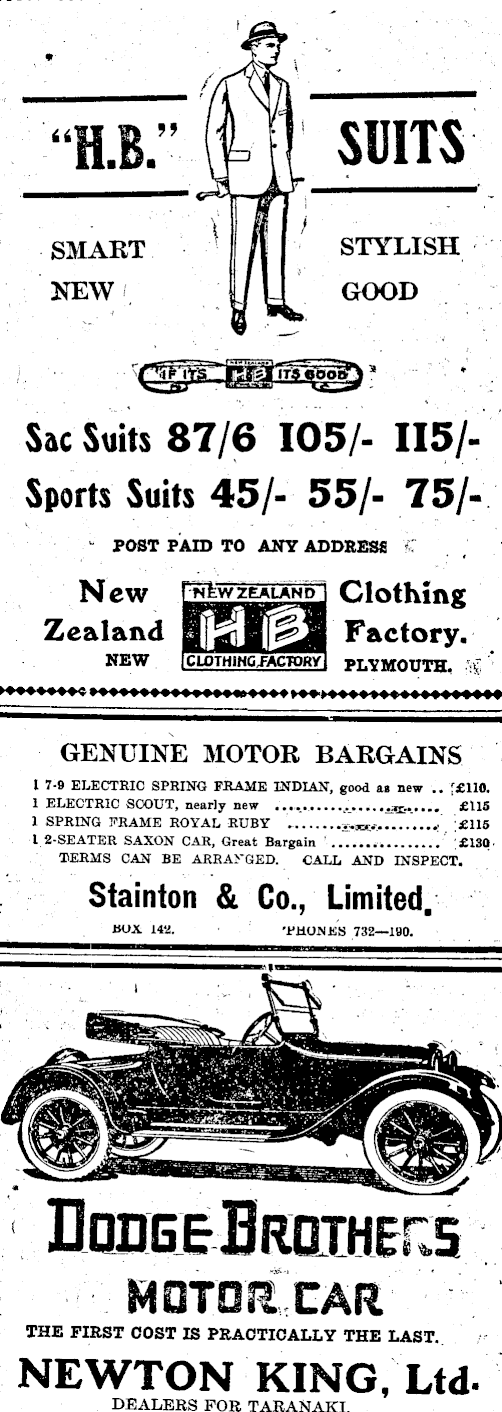 "H.B." SUITS
SMART STYLISH
NEW GOOD
IF ITS NEW ZEALAND HB ITS GOOD
Sac Suits 87/6 105/- 115/-
Sports Suits 45/- 55/- 75/-
POST PAID TO ANY ADDRESS
New NEW ZEALAND Clothing
Zealand HB Factory.
NEW CLOTHING FACTORY PLYMOUTH.
GENUINE MOTOR BARGAINS
1 7-9 ELECTRIC SPRING FRAME INDIAN, good as new .. £110.
1 ELECTRIC SCOUT, nearly new .................... £115
1 SPRING FRAME ROYAL RUBY .................... £115
1 2-SEATER SAXON CAR, Great Bargain ................ £130
TERMS CAN BE ARRANGED. CALL AND INSPECT.
Stainton & Co., Limited.
BOX 142. 'PHONES 732—190.
DODGE BROTHERS
MOTOR CAR
THE FIRST COST IS PRACTICALLY THE LAST.
NEWTON KING, Ltd.
DEALERS FOR TARANAKI.